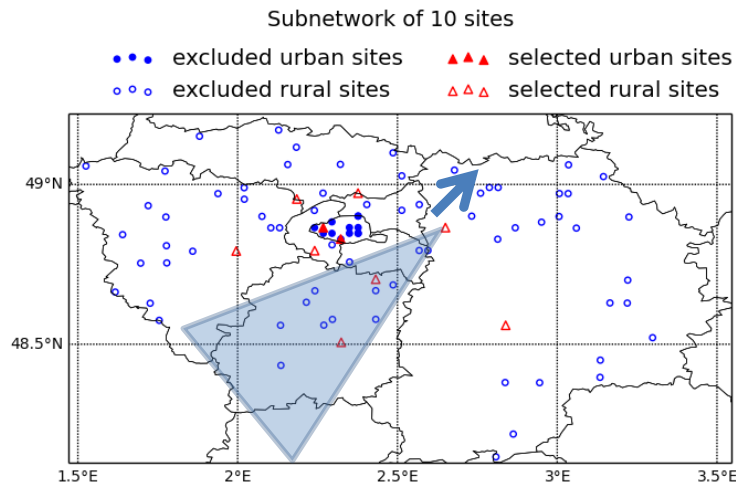 Subnetwork of 10 sites
excluded urban sites
selected urban sites
excluded rural sites
selected rural sites
49°N
48.5°N
1.5°E
2°E
2.5°E
3°E
3.5°E